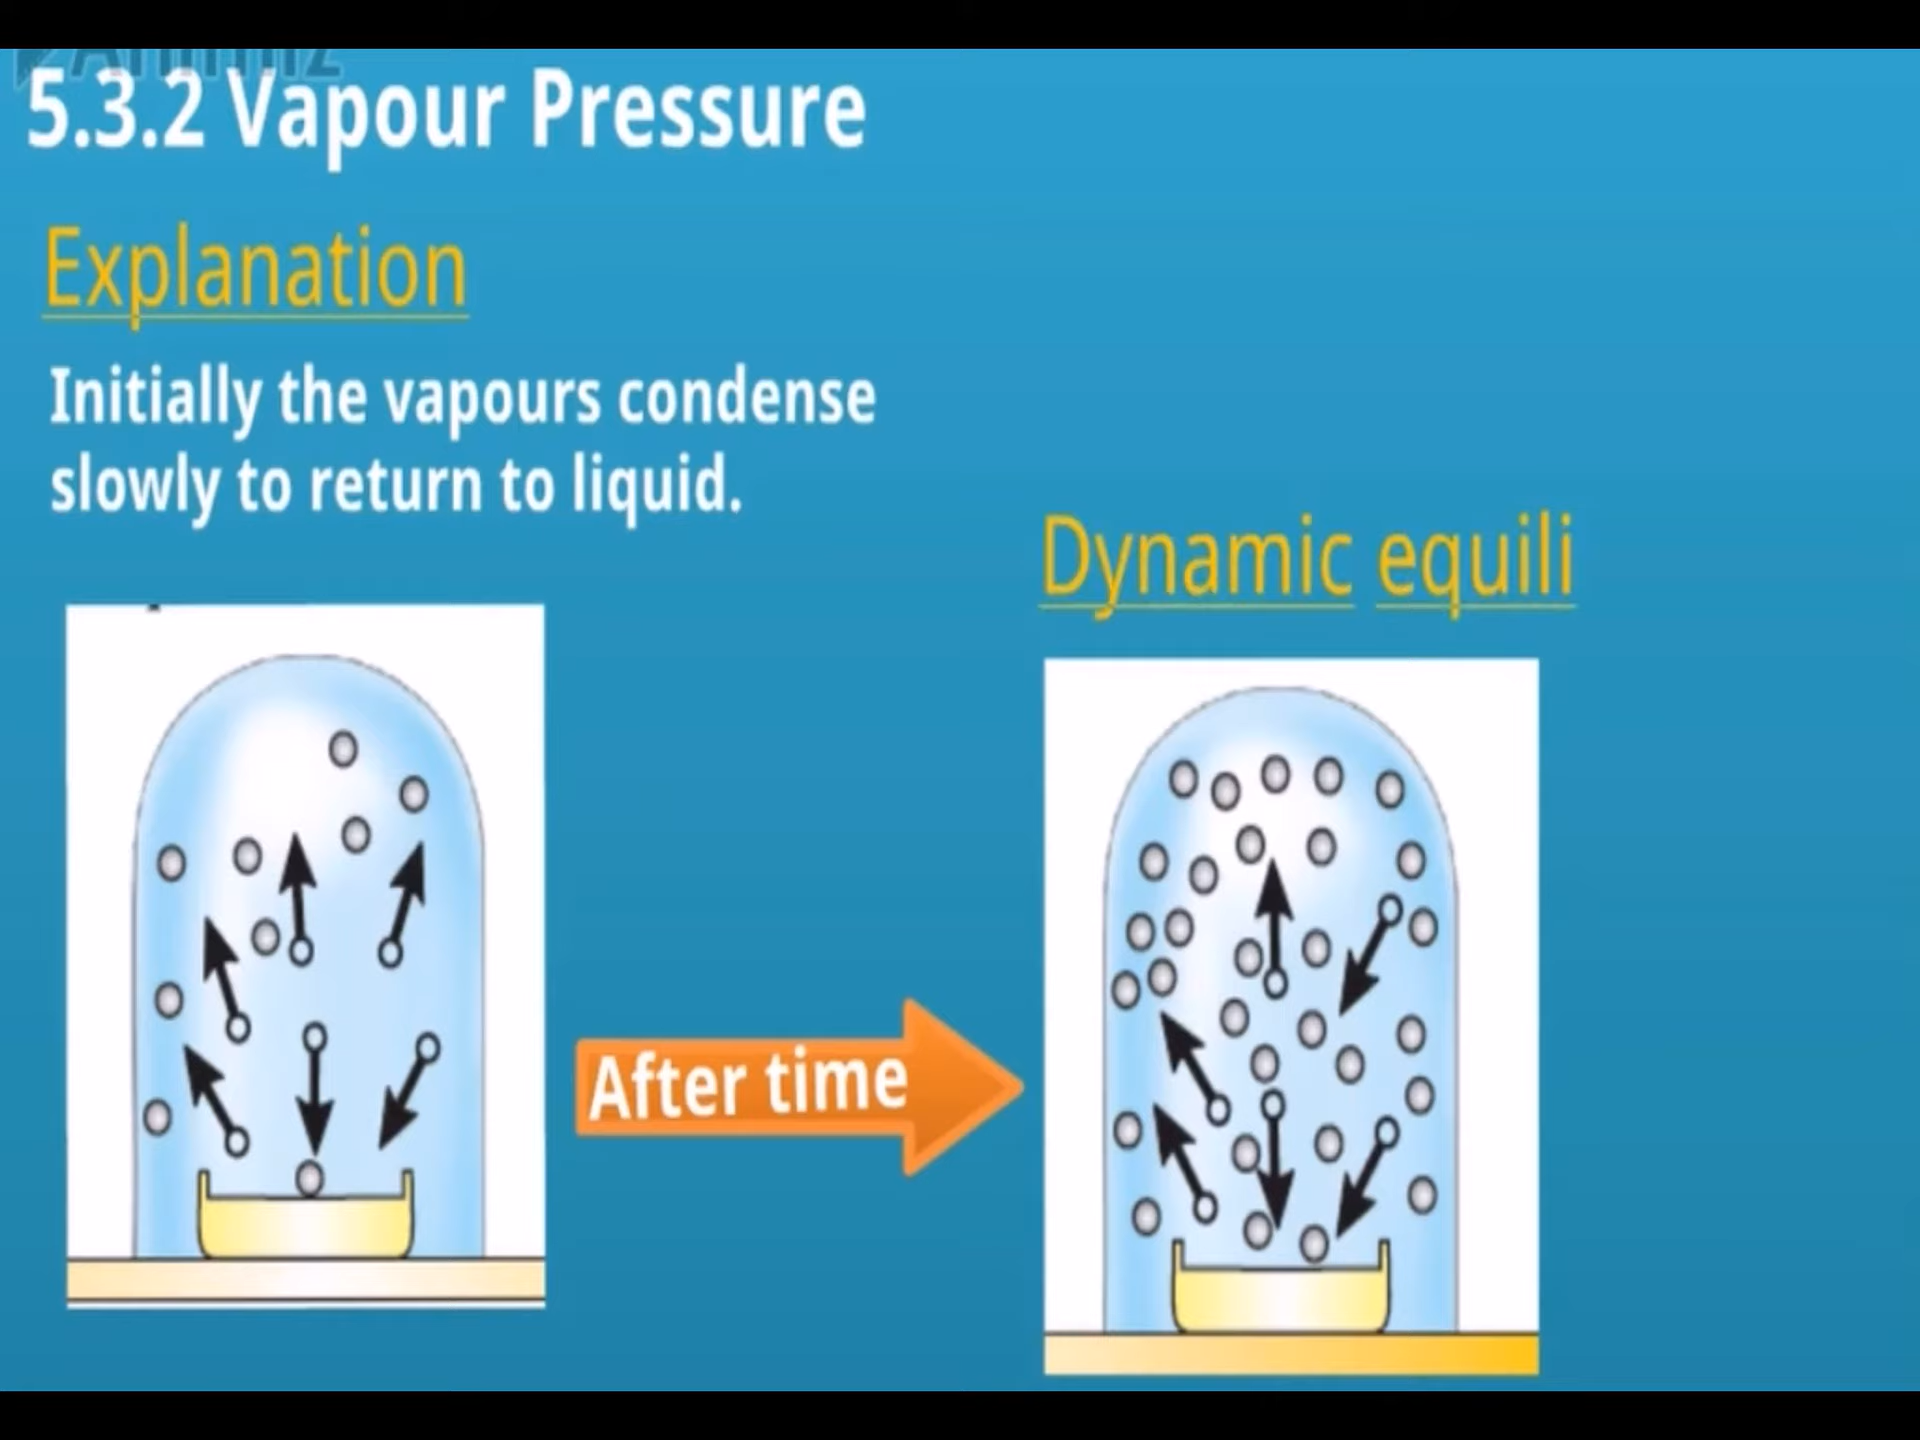 5.3.2 Vapour Pressure
Explanation
Initially the vapours condense
slowly to return to liquid.
Dynamic equili
After time